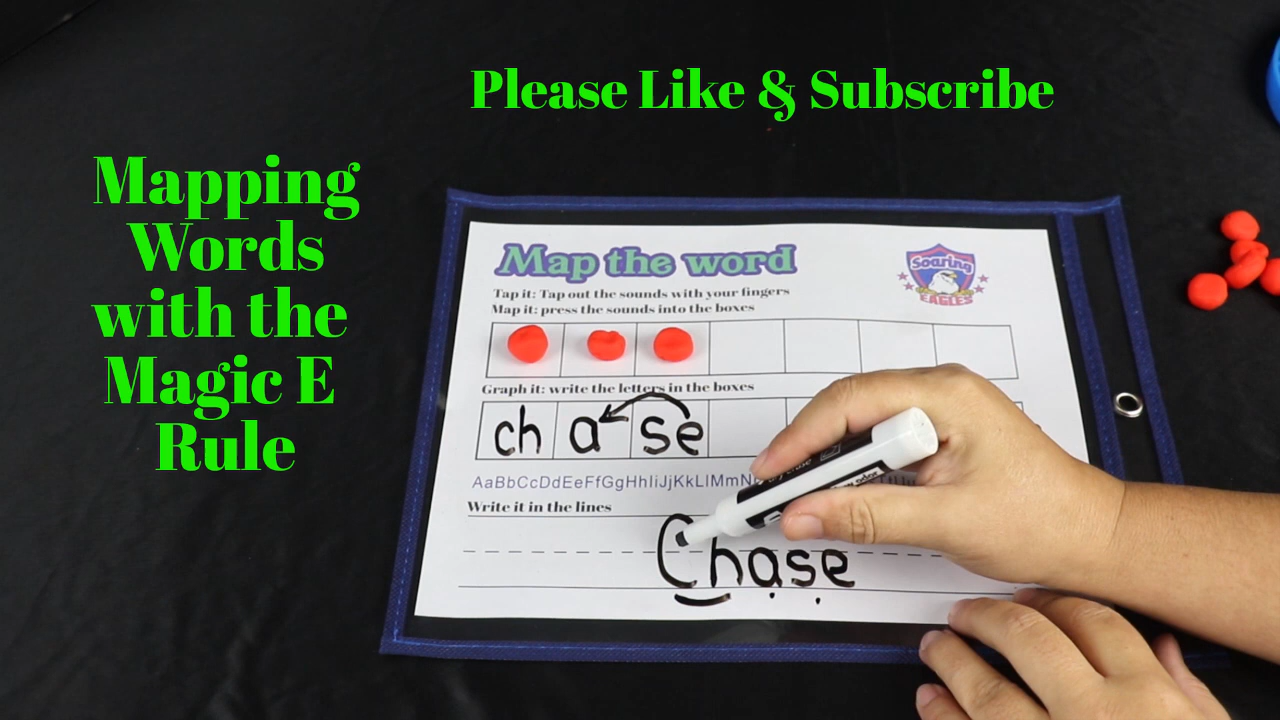 Please Like & Subscribe
Mapping
Words
with the
Magic E
Rule
Map the word
Soaring
EAGLES
Tap it: Tap out the sounds with your fingers
Map it: press the sounds into the boxes
Graph it: write the letters in the boxes
ch a se
AaBbCcDdEeFfGgHhIiJjKkLlMmN
Write it in the lines
Chase